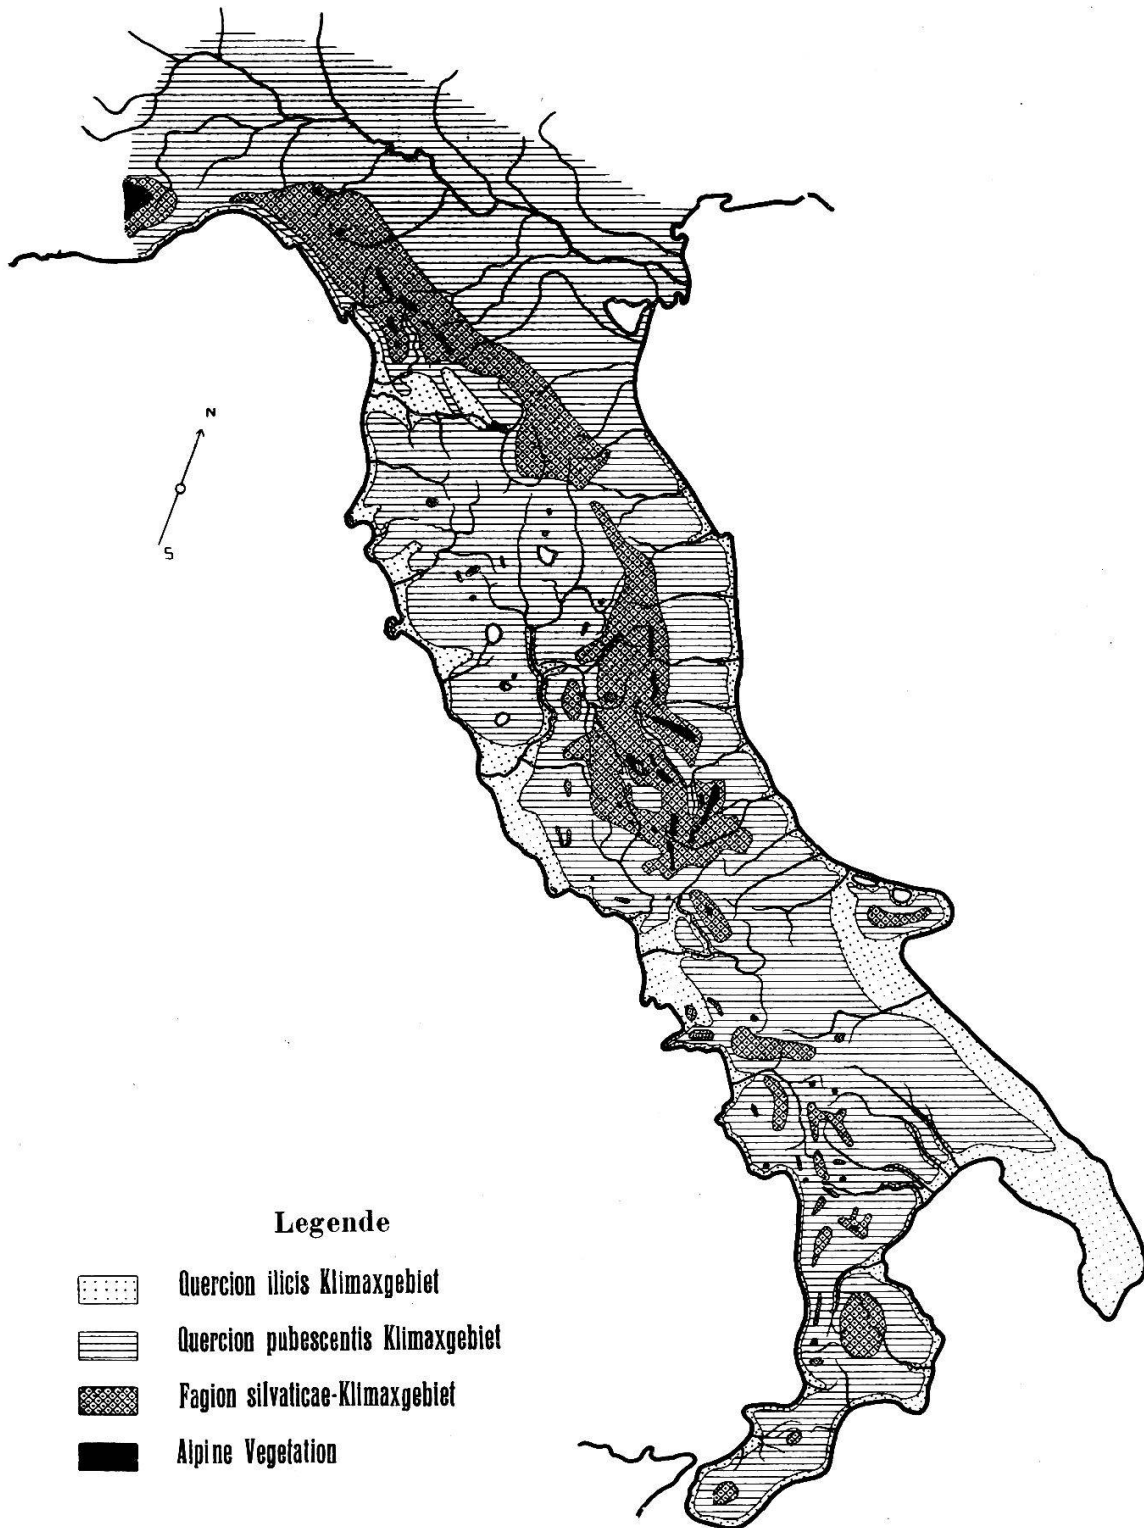 N
S
Legende
Quercion ilicis Klimaxgebiet
Quercion pubescentis Klimaxgebiet
Fagion silvaticae-Klimaxgebiet
Alpine Vegetation